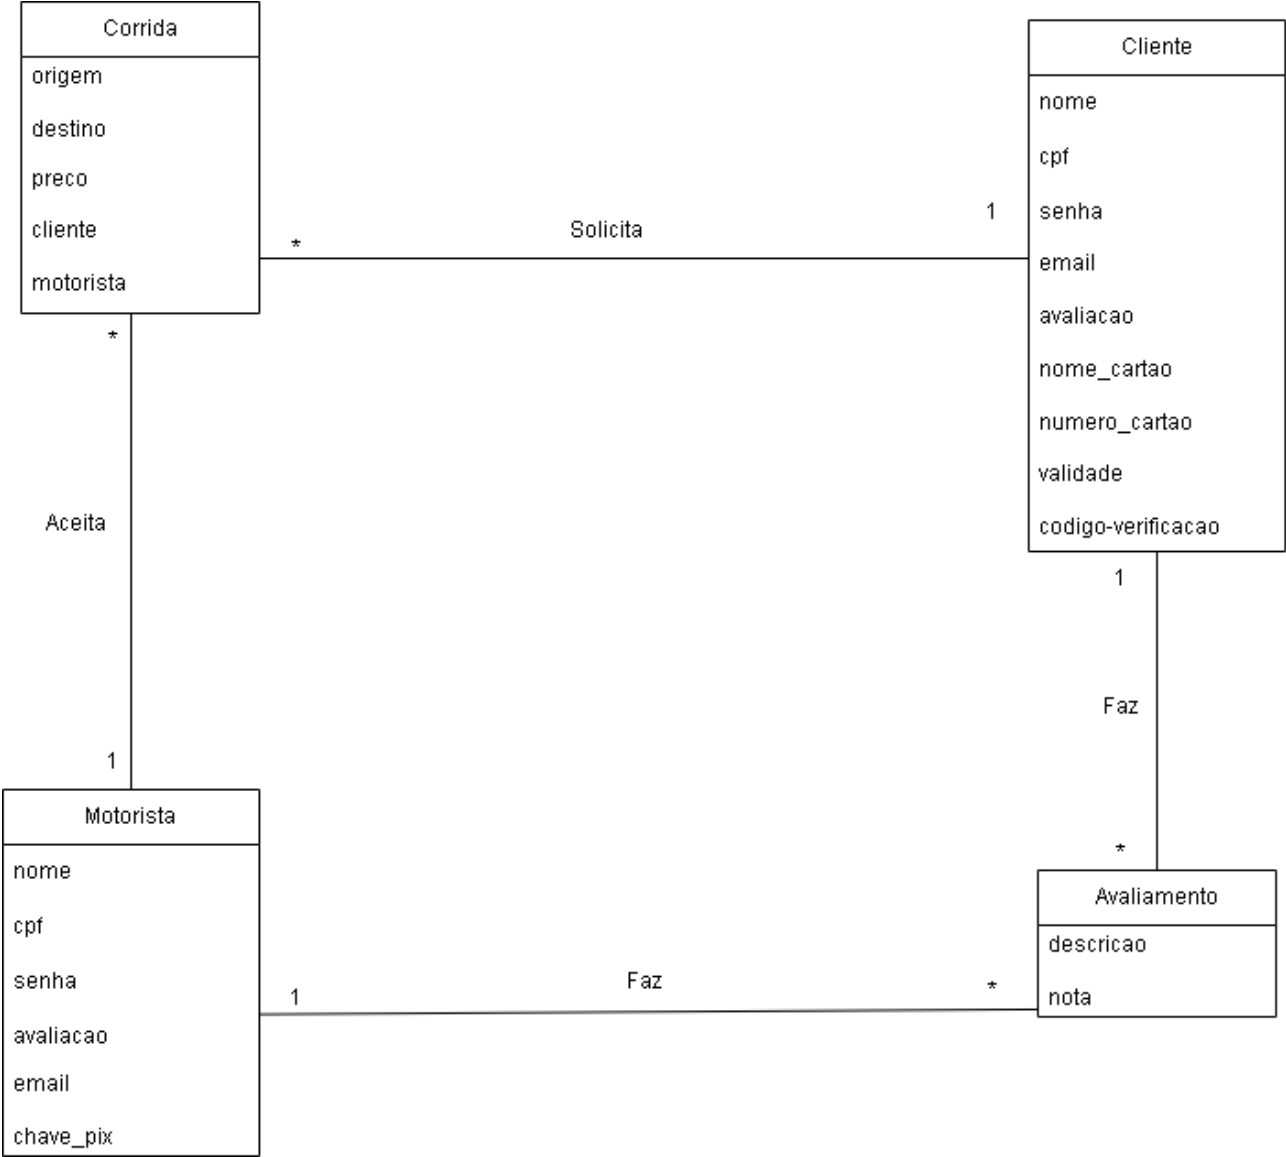 Corrida
origem
destino
preco
cliente
motorista
Cliente
nome
cpf
senha
email
avaliacao
nome_cartao
numero_cartao
validade
codigo-verificacao
*
Solicita
1
*
Aceita
1
1
Faz
*
Motorista
nome
cpf
senha
avaliacao
email
chave_pix
1
Faz
*
Avaliamento
descricao
nota